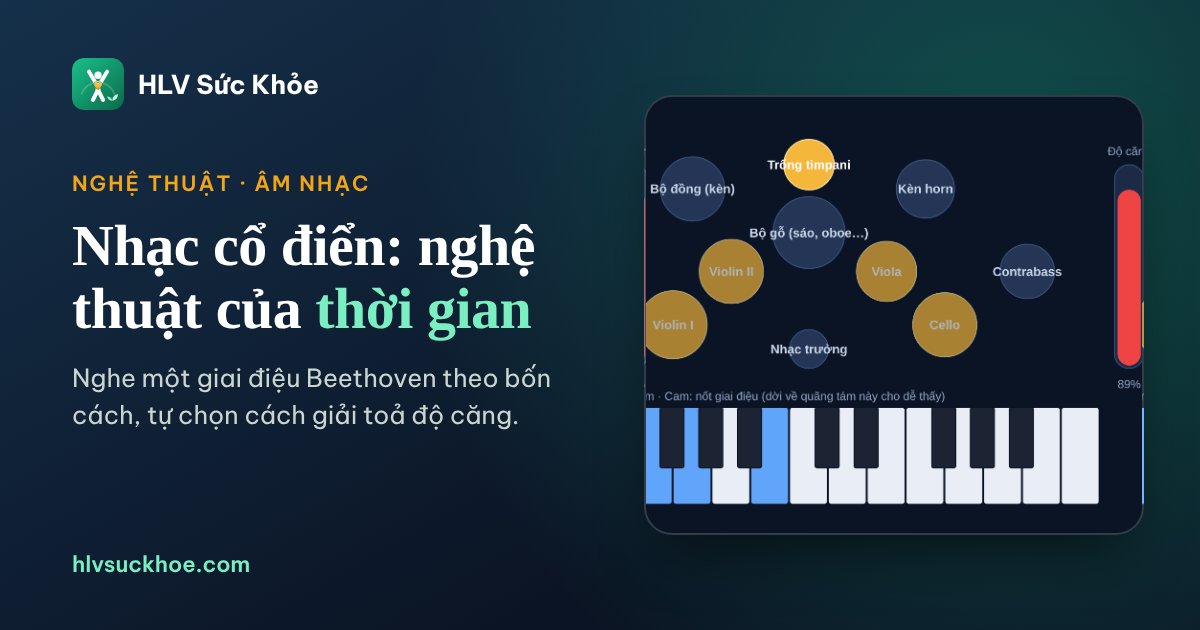 HLV Sức Khỏe
NGHỆ THUẬT · ÂM NHẠC
Nhạc cổ điển: nghệ
thuật của thời gian
Nghe một giai điệu Beethoven theo bốn
cách, tự chọn cách giải toả độ căng.
hlvsuckhoe.com
Trống timpani
Độ căn
Bộ đồng (kèn)
Kèn horn
Bộ gỗ (sáo, oboe…)
Violin II
Viola
Contrabass
Violin I
Cello
Nhạc trưởng
89%
m · Cam: nốt giai điệu (dời về quãng tám này cho dễ thấy)